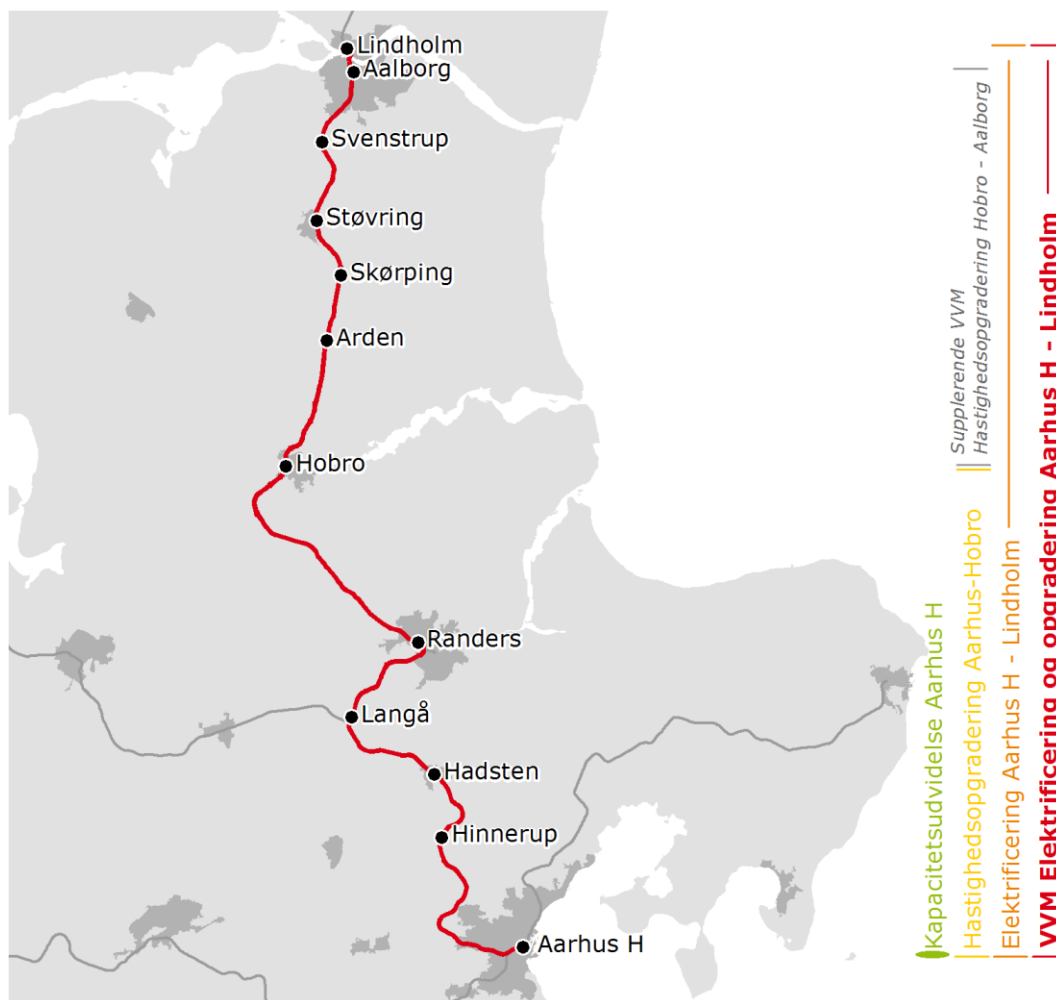 Lindholm
Aalborg
Svenstrup
Støvring
Skørping
Arden
Hobro
Randers
Langå
Hadsten
Hinnerup
Aarhus H
Kapacitetsudvidelse Aarhus H
Hastighedsopgradering Aarhus-Hobro
Supplerende VVM
Hastighedsopgradering Hobro - Aalborg
Elektrificering Aarhus H - Lindholm
VVM Elektrificering og opgradering Aarhus H - Lindholm